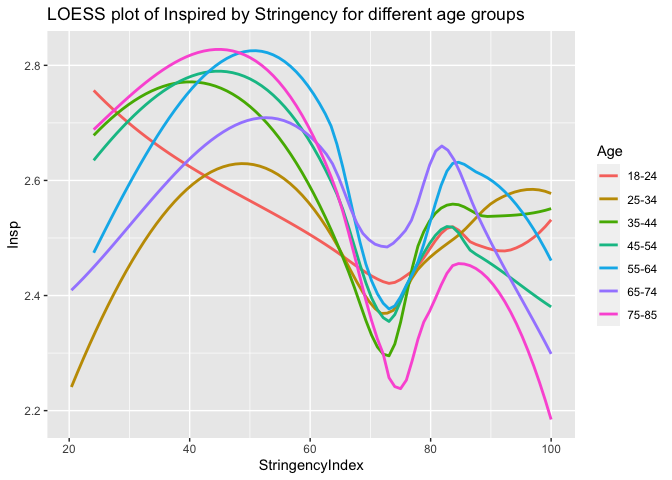 LOESS plot of Inspired by Stringency for different age groups
2.8
2.6
2.4
2.2
Insp
20 40 60 80 100
StringencyIndex
Age
18-24
25-34
35-44
45-54
55-64
65-74
75-85